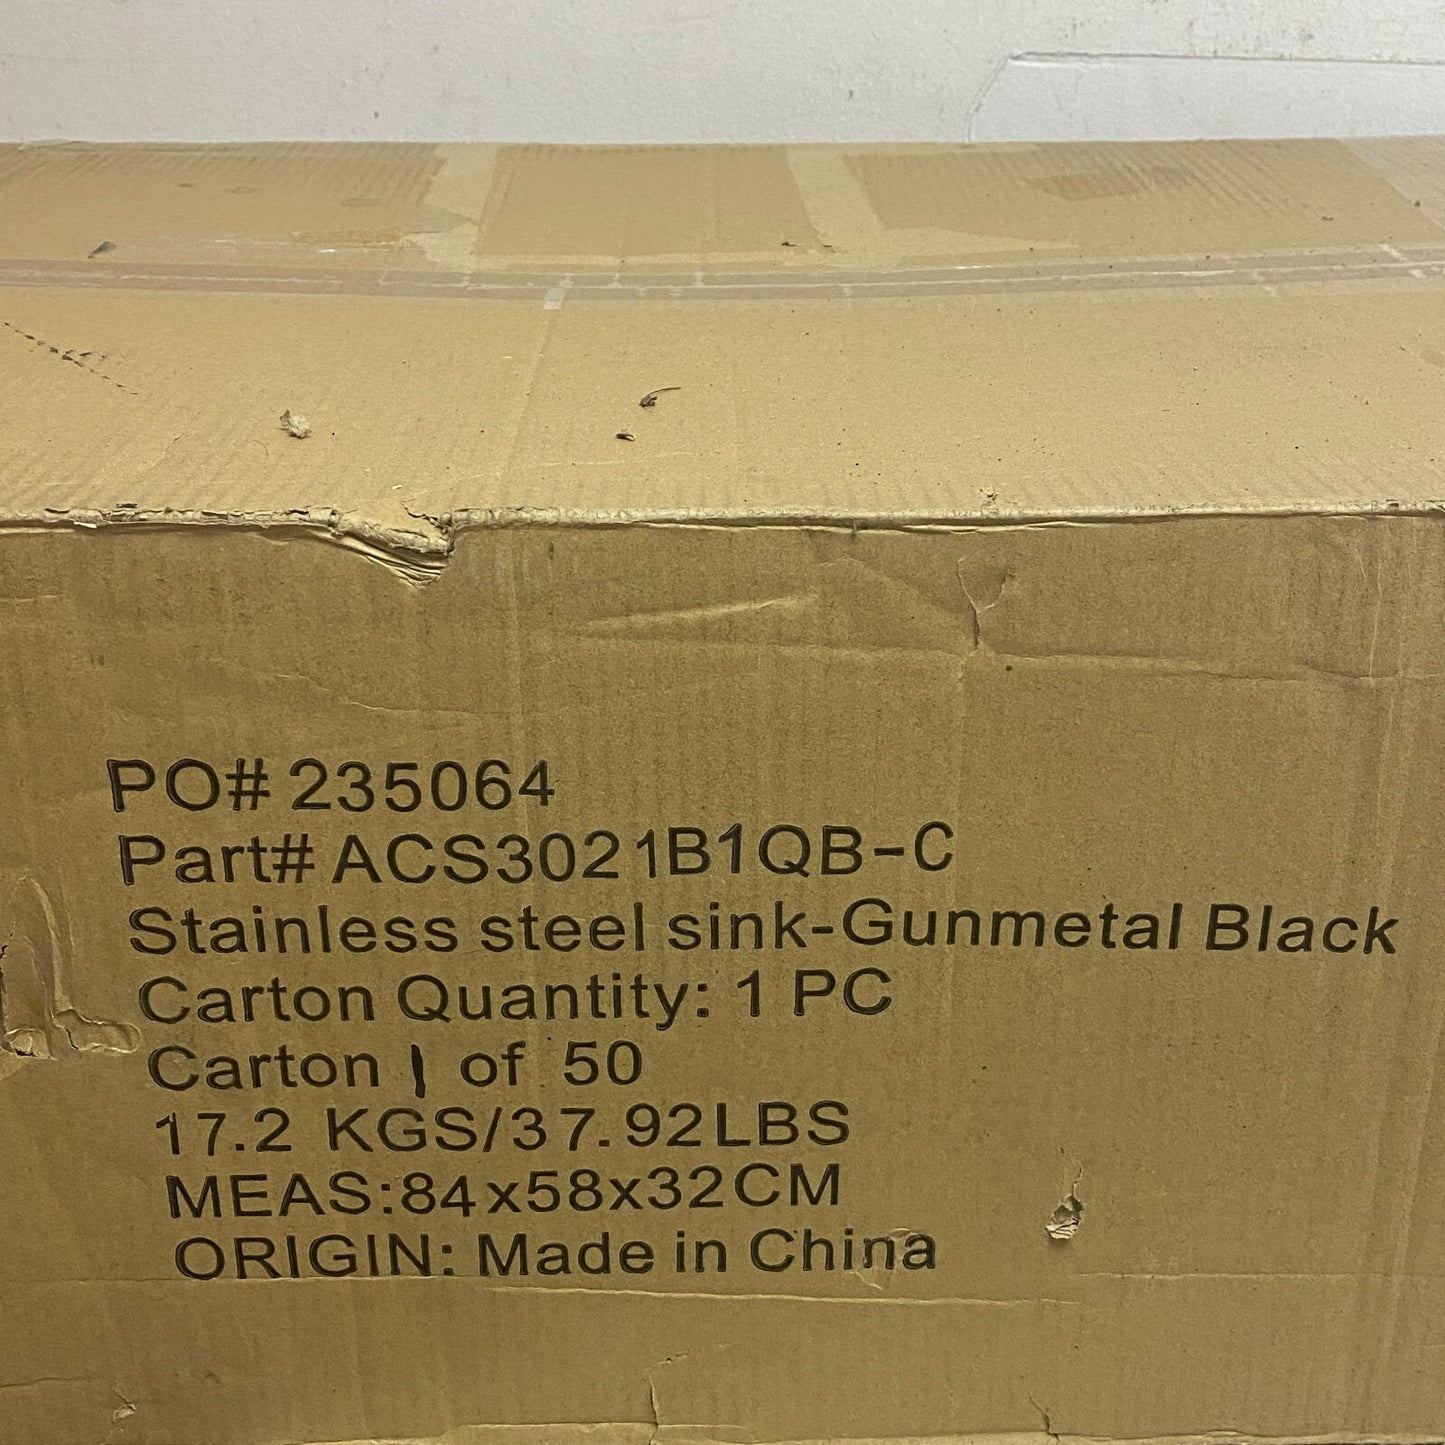 PO# 235064
Part# ACS3021B1QB-C
Stainless steel sink-Gunmetal Black
Carton Quantity: 1 PC
Carton 1 of 50
17.2 KGS/37.92LBS
MEAS:84x58x32CM
ORIGIN: Made in China